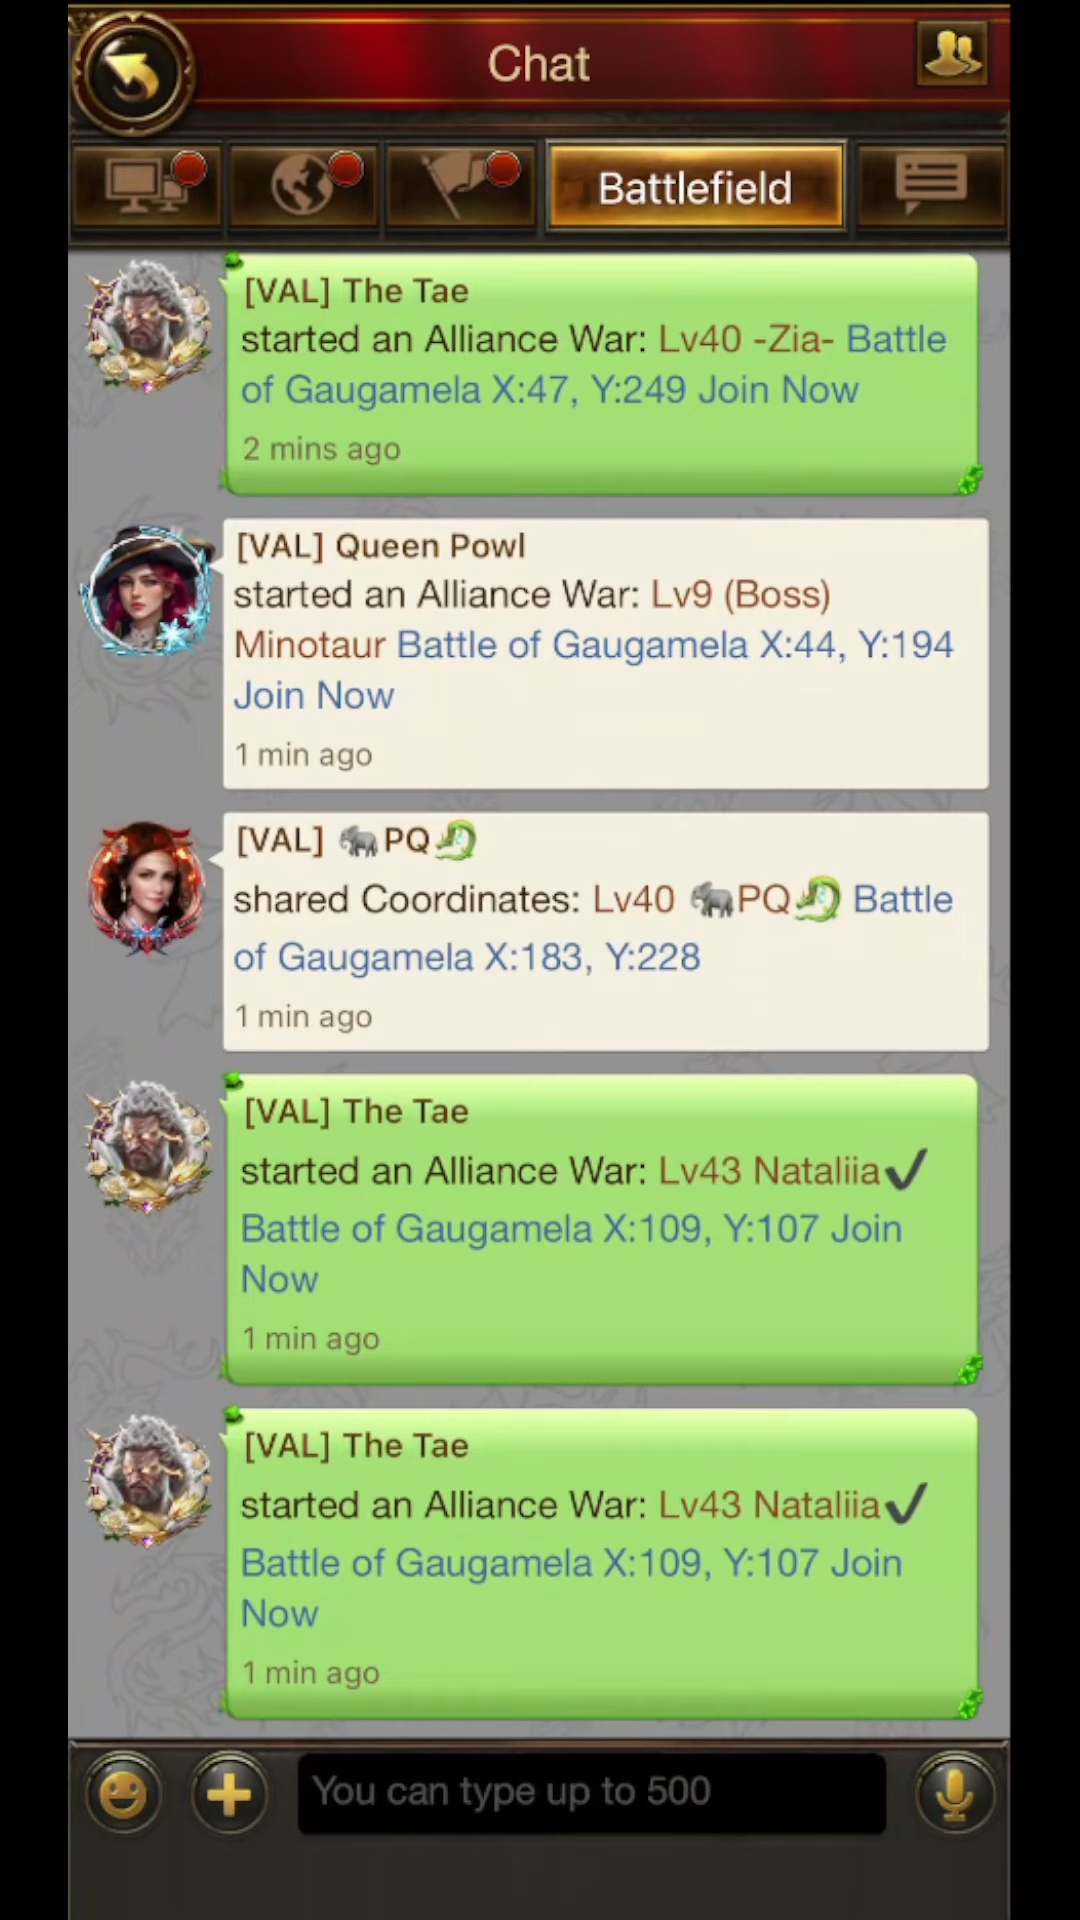 Chat
Battlefield
[VAL] The Tae
started an Alliance War: Lv40 -Zia- Battle
of Gaugamela X:47, Y:249 Join Now
2 mins ago
[VAL] Queen Powl
started an Alliance War: Lv9 (Boss)
Minotaur Battle of Gaugamela X:44, Y:194
Join Now
1 min ago
[VAL] 🐘PQ🐉
shared Coordinates: Lv40 🐘PQ🐉 Battle
of Gaugamela X:183, Y:228
1 min ago
[VAL] The Tae
started an Alliance War: Lv43 Nataliia✔
Battle of Gaugamela X:109, Y:107 Join
Now
1 min ago
[VAL] The Tae
started an Alliance War: Lv43 Nataliia✔
Battle of Gaugamela X:109, Y:107 Join
Now
1 min ago
You can type up to 500